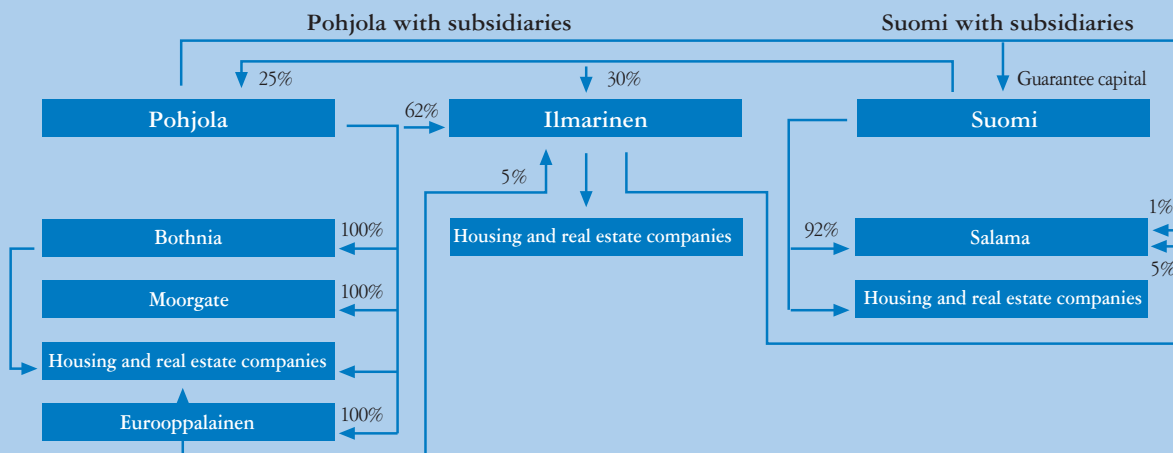 Pohjola with subsidiaries
Suomi with subsidiaries
25%
30%
Guarantee capital
Pohjola
62%
Ilmarinen
Suomi
5%
1%
Bothnia
100%
Housing and real estate companies
92%
Salama
5%
Moorgate
100%
Housing and real estate companies
Housing and real estate companies
Eurooppalainen
100%